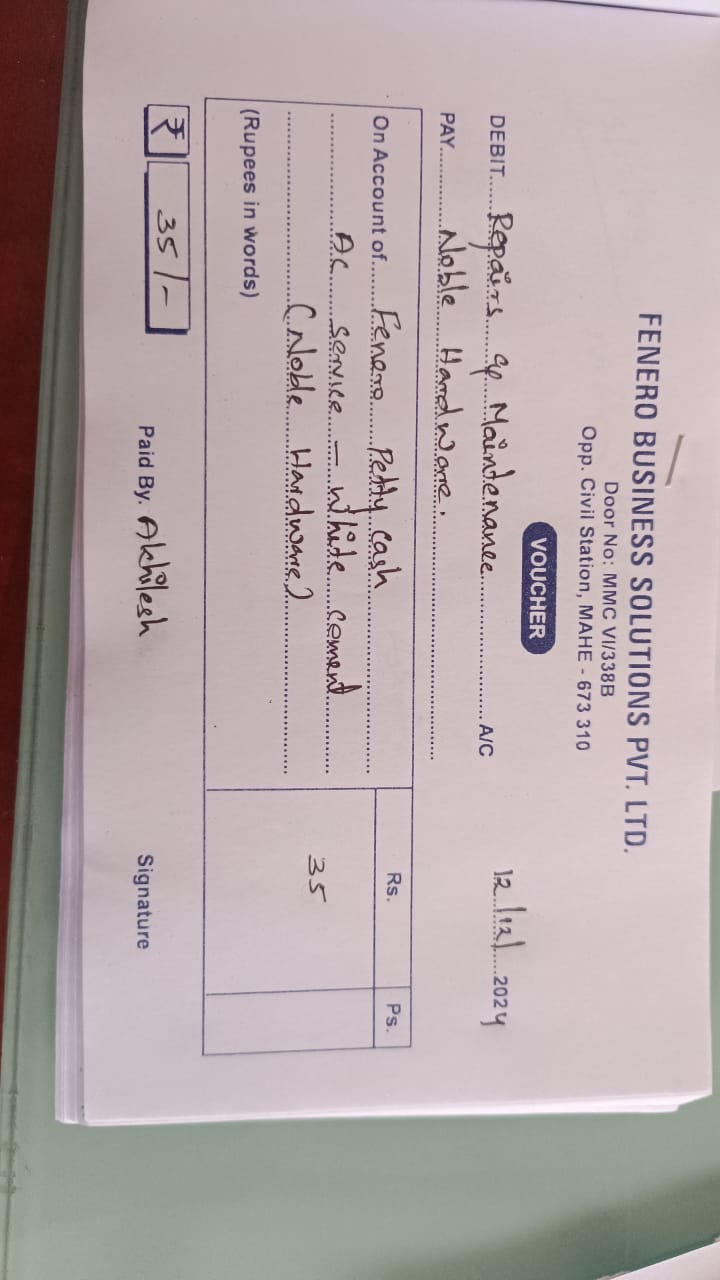 FENERO BUSINESS SOLUTIONS PVT. LTD.
Door No: MMC VI/338B
Opp. Civil Station, MAHE - 673 310
VOUCHER
12/12/2024
DEBIT Repairs & Maintenance A/C
PAY Noble Hardware.
Rs. Ps.
On Account of Fenero Petty cash
AC service - white cement 35
(Noble Hardware)
(Rupees in words)
₹ 35/- Paid By. Akhilesh Signature